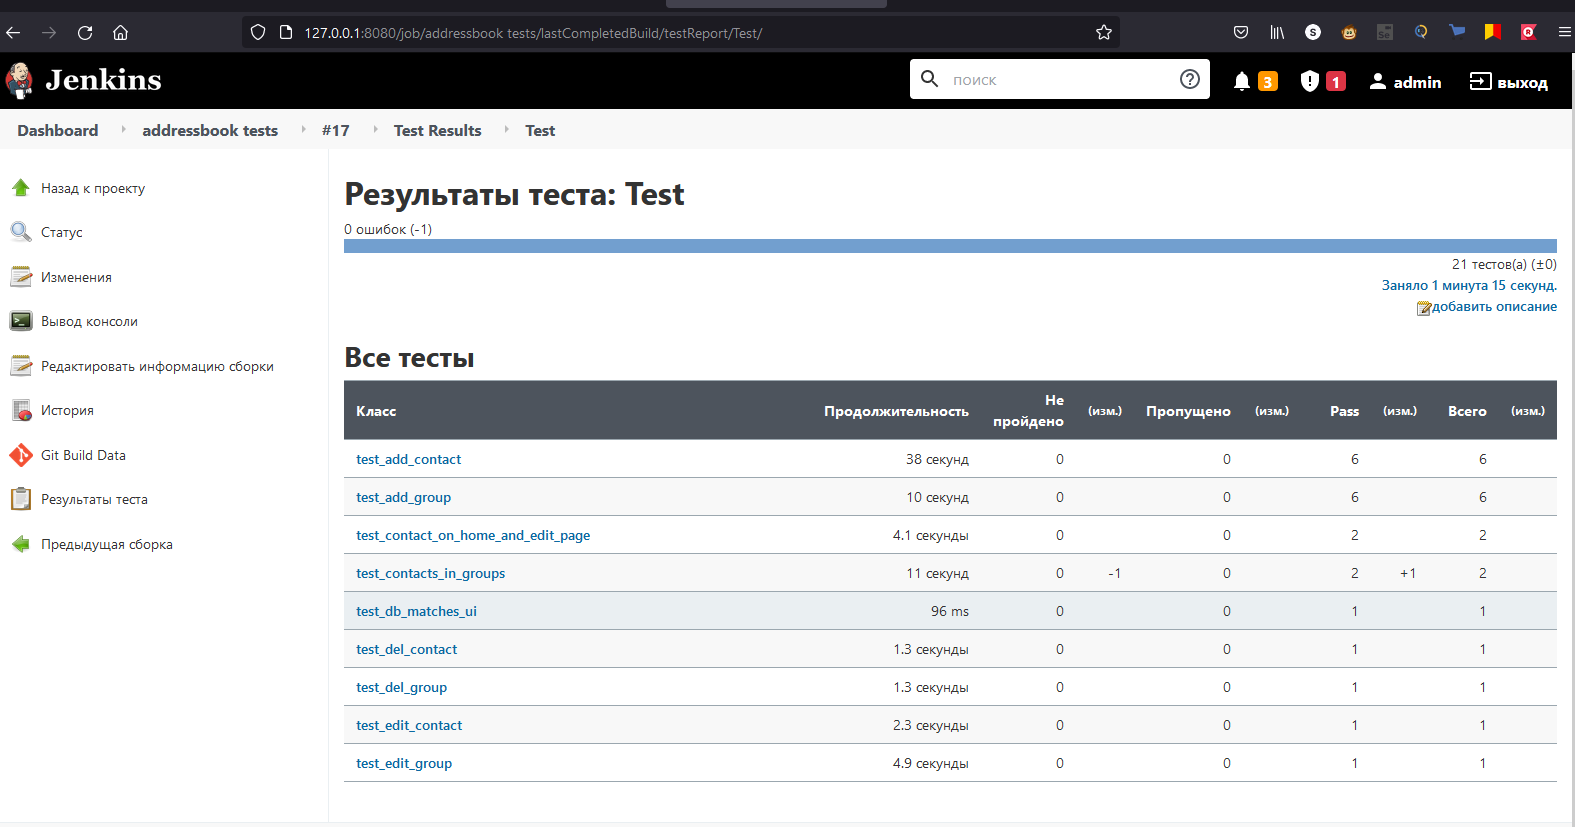 127.0.0.1:8080/job/addressbook tests/lastCompletedBuild/testReport/Test/
Jenkins
поиск
3
1
admin
выход
Dashboard
addressbook tests
#17
Test Results
Test
Назад к проекту
Статус
Изменения
Вывод консоли
Редактировать информацию сборки
История
Git Build Data
Результаты теста
Предыдущая сборка
Результаты теста: Test
0 ошибок (-1)
21 тестов(а) (±0)
Заняло 1 минута 15 секунд.
добавить описание
Все тесты
Класс Продолжительность Не пройдено (изм.) Пропущено (изм.) Pass (изм.) Всего (изм.)
test_add_contact 38 секунд 0 0 6 6
test_add_group 10 секунд 0 0 6 6
test_contact_on_home_and_edit_page 4.1 секунды 0 0 2 2
test_contacts_in_groups 11 секунд 0 -1 0 2 +1 2
test_db_matches_ui 96 ms 0 0 1 1
test_del_contact 1.3 секунды 0 0 1 1
test_del_group 1.3 секунды 0 0 1 1
test_edit_contact 2.3 секунды 0 0 1 1
test_edit_group 4.9 секунды 0 0 1 1